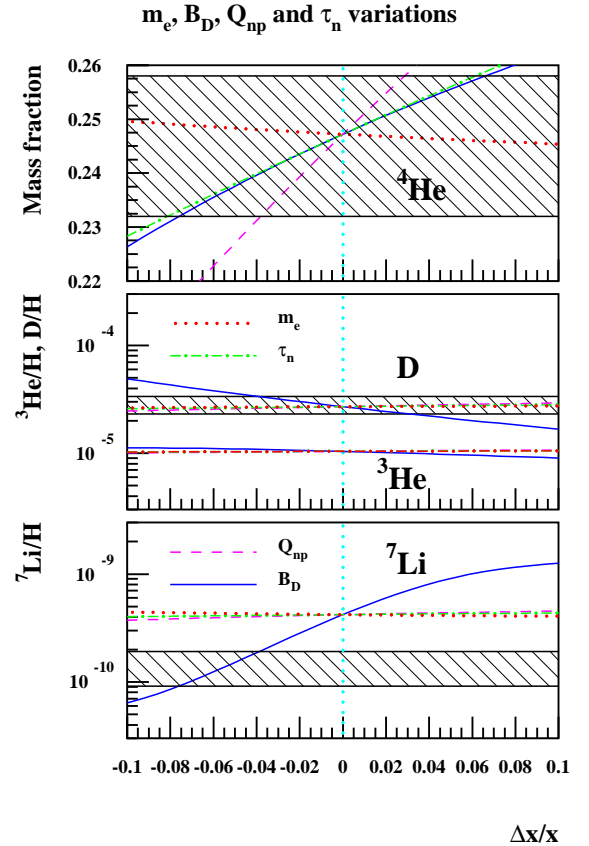 m_e, B_D, Q_np and τ_n variations
Mass fraction
0.26
0.25
0.24
0.23
0.22
⁴He
³He/H, D/H
10⁻⁴
10⁻⁵
m_e
τ_n
D
³He
⁷Li/H
10⁻⁹
10⁻¹⁰
Q_np
B_D
⁷Li
-0.1 -0.08 -0.06 -0.04 -0.02 0 0.02 0.04 0.06 0.08 0.1
Δx/x